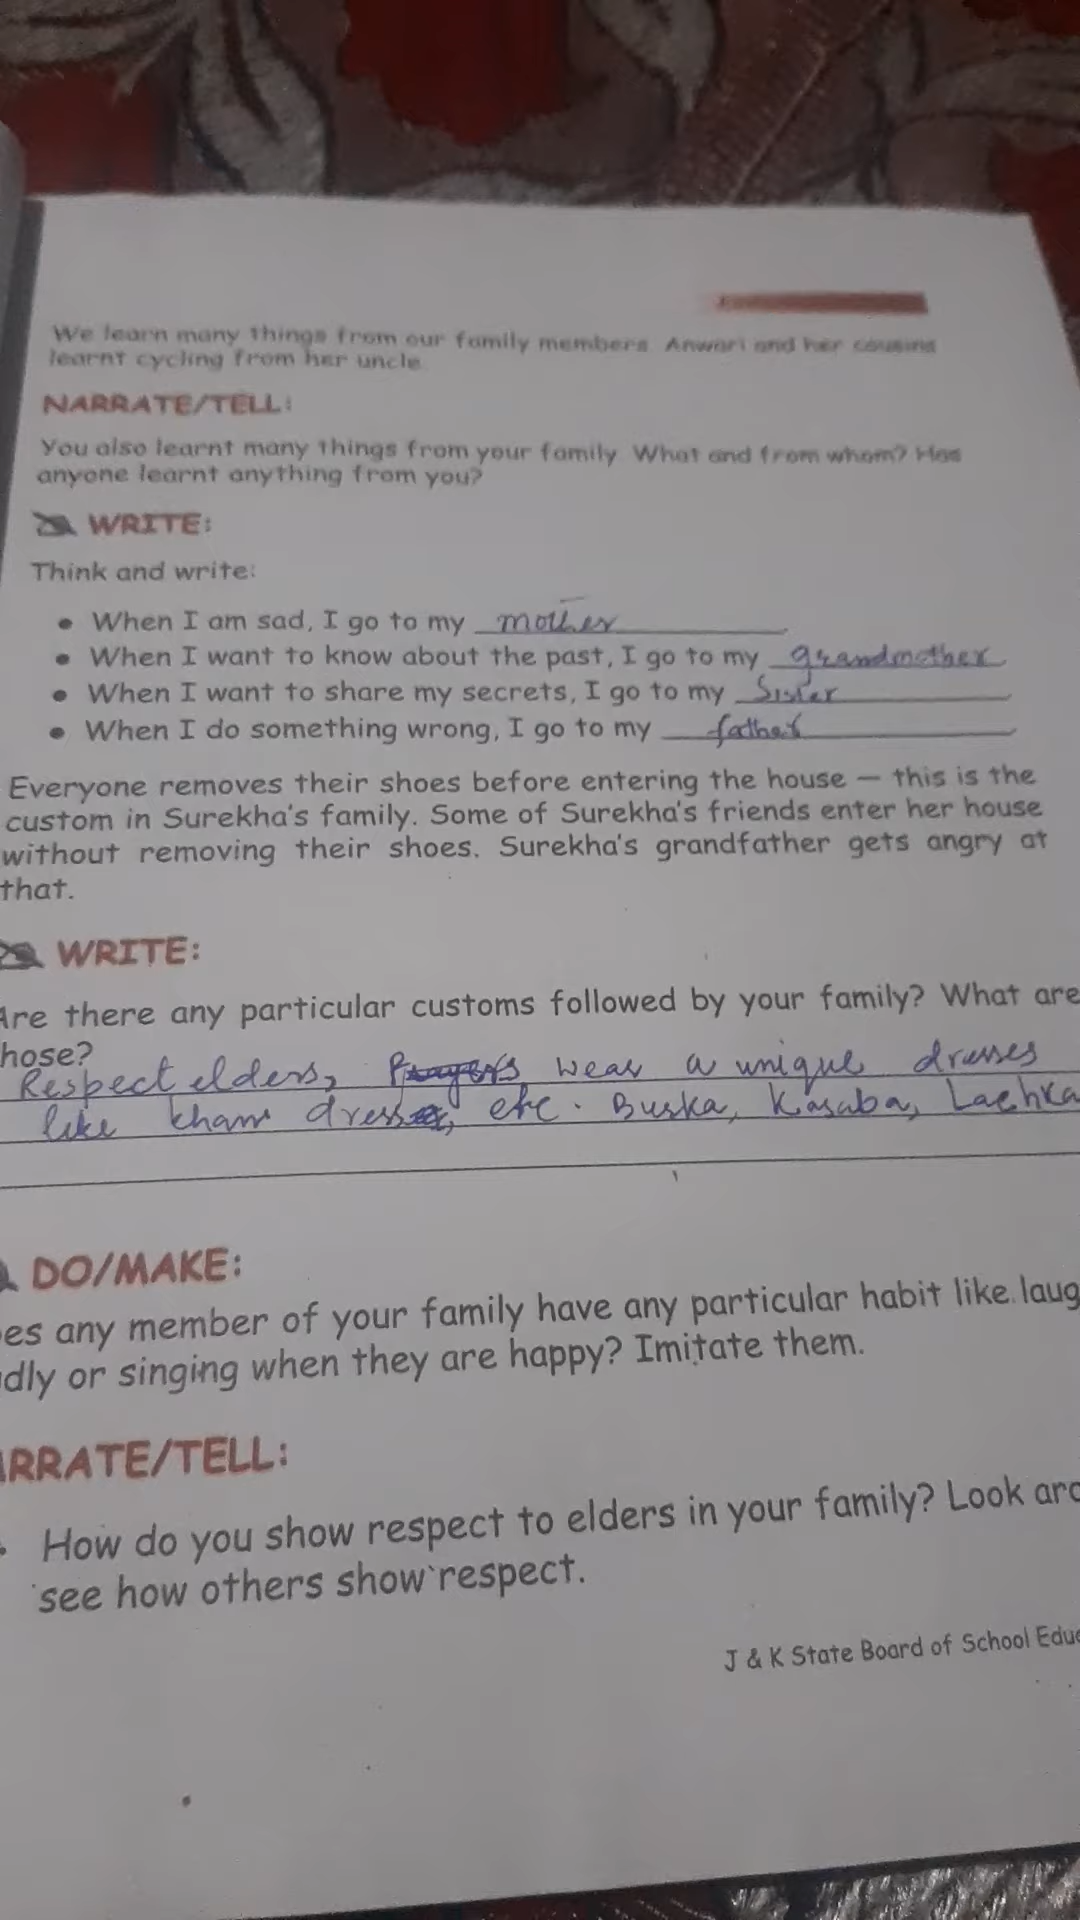 We learn many things from our family members. Anwari and her cousins
learnt cycling from her uncle.
NARRATE/TELL:
You also learnt many things from your family. What and from whom? Has
anyone learnt anything from you?
WRITE:
Think and write:
• When I am sad, I go to my mother
• When I want to know about the past, I go to my grandmother
• When I want to share my secrets, I go to my Sister
• When I do something wrong, I go to my father
Everyone removes their shoes before entering the house – this is the
custom in Surekha's family. Some of Surekha's friends enter her house
without removing their shoes. Surekha's grandfather gets angry at
that.
WRITE:
Are there any particular customs followed by your family? What are
hose?
Respect elders, wear a unique dresses
like dress, etc. Kasaba, Lachka
DO/MAKE:
es any member of your family have any particular habit like laug
dly or singing when they are happy? Imitate them.
ARRATE/TELL:
How do you show respect to elders in your family? Look aro
see how others show respect.
J & K State Board of School Educ